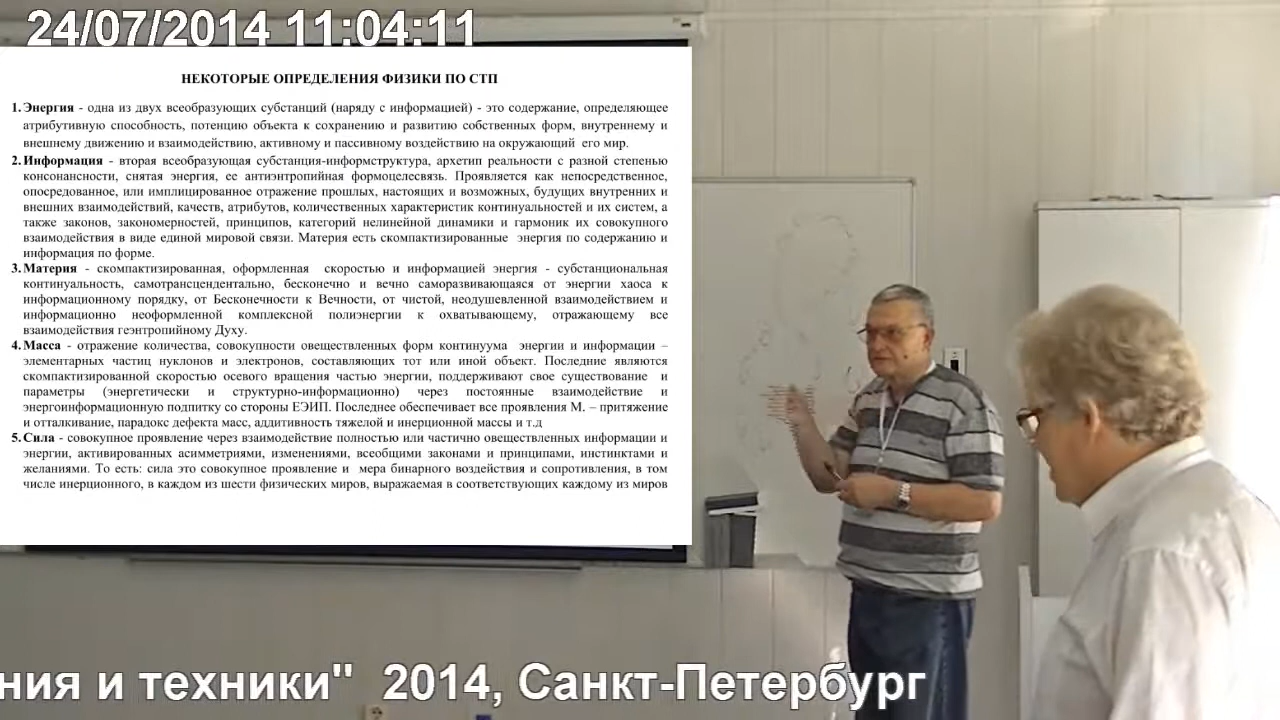 24/07/2014 11:04:11
НЕКОТОРЫЕ ОПРЕДЕЛЕНИЯ ФИЗИКИ ПО СТП
1. Энергия - одна из двух всеобразующих субстанций (наряду с информацией) - это содержание, определяющее
атрибутивную способность, потенцию объекта к сохранению и развитию собственных форм, внутреннему и
внешнему движению и взаимодействию, активному и пассивному воздействию на окружающий его мир.
2. Информация - вторая всеобразующая субстанция-информструктура, архетип реальности с разной степенью
консонансности, снятая энергия, ее антиэнтропийная формоцелесвязь. Проявляется как непосредственное,
опосредованное, или имплицированное отражение прошлых, настоящих и возможных, будущих внутренних и
внешних взаимодействий, качеств, атрибутов, количественных характеристик континуальностей и их систем, а
также законов, закономерностей, принципов, категорий нелинейной динамики и гармоник их совокупного
взаимодействия в виде единой мировой связи. Материя есть скомпактизированные энергия по содержанию и
информация по форме.
3. Материя - скомпактизированная, оформленная скоростью и информацией энергия - субстанциональная
континуальность, самотрансцендентально, бесконечно и вечно саморазвивающаяся от энергии хаоса к
информационному порядку, от Бесконечности к Вечности, от чистой, неодушевленной взаимодействием и
информационно неоформленной комплексной полиэнергии к охватывающему, отражающему все
взаимодействия геэнтропийному Духу.
4. Масса - отражение количества, совокупности овеществленных форм континуума энергии и информации –
элементарных частиц нуклонов и электронов, составляющих тот или иной объект. Последние являются
скомпактизированной скоростью осевого вращения частью энергии, поддерживают свое существование и
параметры (энергетически и структурно-информационно) через постоянные взаимодействие и
энергоинформационную подпитку со стороны ЕЭИП. Последнее обеспечивает все проявления М. – притяжение
и отталкивание, парадокс дефекта масс, аддитивность тяжелой и инерционной массы и т.д
5. Сила - совокупное проявление через взаимодействие полностью или частично овеществленных информации и
энергии, активированных асимметриями, изменениями, всеобщими законами и принципами, инстинктами и
желаниями. То есть: сила это совокупное проявление и мера бинарного воздействия и сопротивления, в том
числе инерционного, в каждом из шести физических миров, выражаемая в соответствующих каждому из миров
ния и техники" 2014, Санкт-Петербург